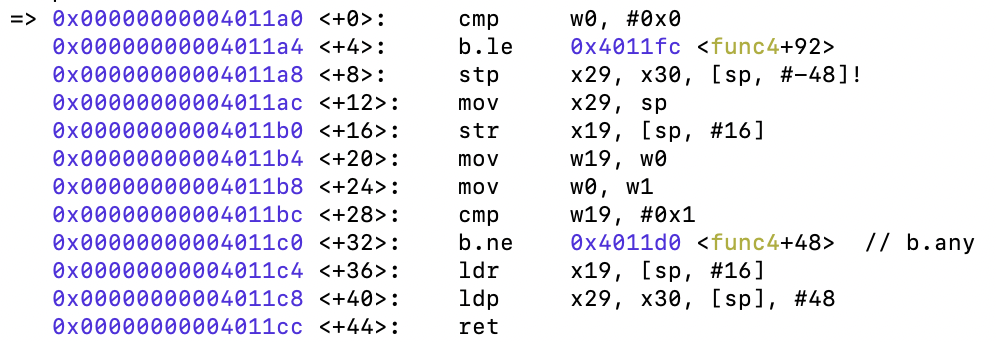 => 0x00000000004011a0 <+0>: cmp w0, #0x0
0x00000000004011a4 <+4>: b.le 0x4011fc <func4+92>
0x00000000004011a8 <+8>: stp x29, x30, [sp, #-48]!
0x00000000004011ac <+12>: mov x29, sp
0x00000000004011b0 <+16>: str x19, [sp, #16]
0x00000000004011b4 <+20>: mov w19, w0
0x00000000004011b8 <+24>: mov w0, w1
0x00000000004011bc <+28>: cmp w19, #0x1
0x00000000004011c0 <+32>: b.ne 0x4011d0 <func4+48> // b.any
0x00000000004011c4 <+36>: ldr x19, [sp, #16]
0x00000000004011c8 <+40>: ldp x29, x30, [sp], #48
0x00000000004011cc <+44>: ret